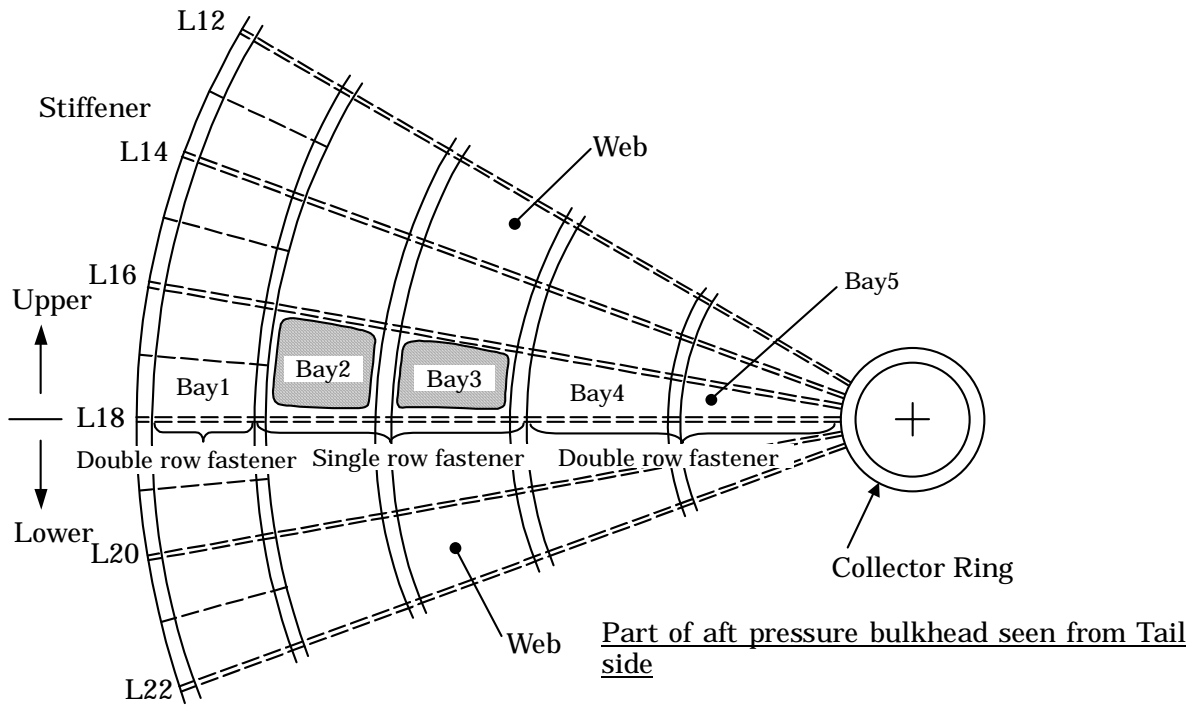 L12
Stiffener
L14
Web
L16
Upper
Bay5
Bay2
Bay3
Bay1
Bay4
L18
Double row fastener
Single row fastener
Double row fastener
Lower
L20
Collector Ring
Web
Part of aft pressure bulkhead seen from Tail
side
L22